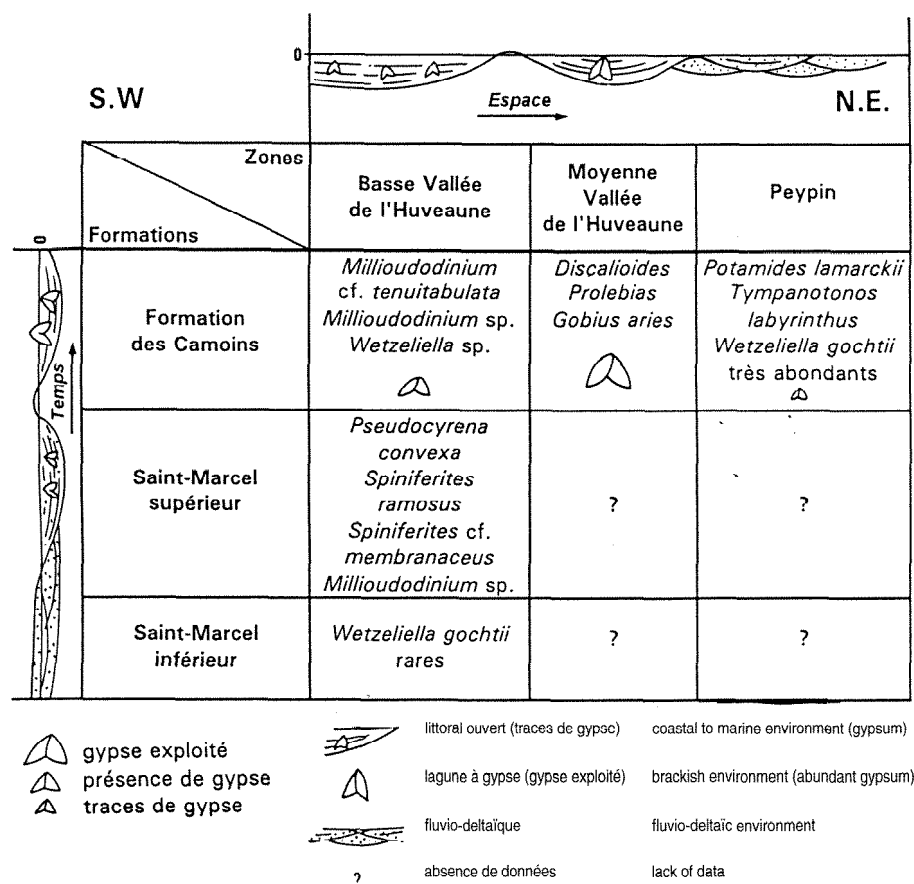 0
S.W
Espace
N.E.
Zones
Formations
Basse Vallée
de l'Huveaune
Moyenne
Vallée
de l'Huveaune
Peypin
0
Temps
Formation
des Camoins
Millioudodinium
cf. tenuitabulata
Millioudodinium sp.
Wetzeliella sp.
Discalioides
Prolebias
Gobius aries
Potamides lamarckii
Tympanotonos
labyrinthus
Wetzeliella gochtii
très abondants
Saint-Marcel
supérieur
Pseudocyrena
convexa
Spiniferites
ramosus
Spiniferites cf.
membranaceus
Millioudodinium sp.
?
?
Saint-Marcel
inférieur
Wetzeliella gochtii
rares
?
?
gypse exploité
présence de gypse
traces de gypse
littoral ouvert (traces de gypse) coastal to marine environment (gypsum)
lagune à gypse (gypse exploité) brackish environment (abundant gypsum)
fluvio-deltaïque fluvio-deltaïc environment
? absence de données lack of data